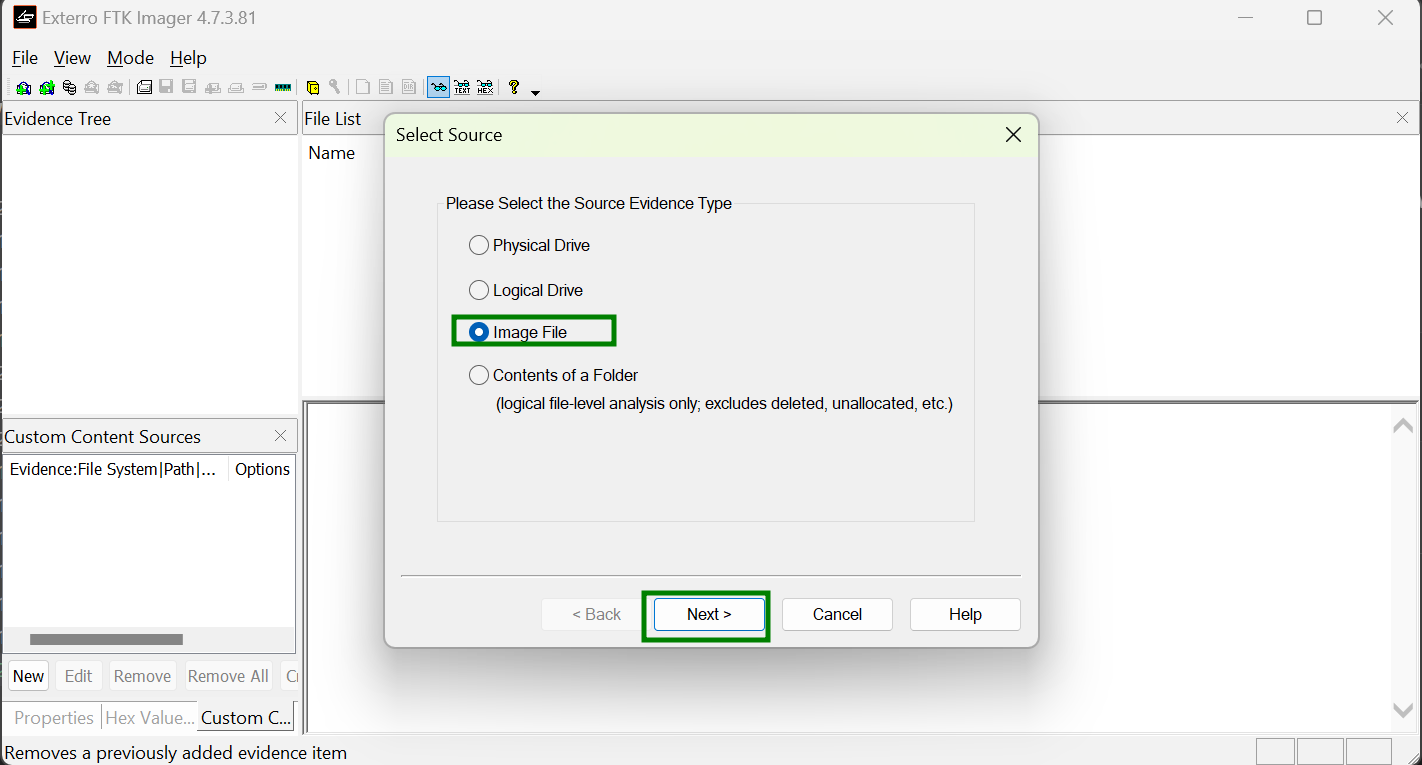 Exterro FTK Imager 4.7.3.81
File View Mode Help
TEXT HEX
Evidence Tree
File List
Name
Select Source
Please Select the Source Evidence Type
Physical Drive
Logical Drive
Image File
Contents of a Folder
(logical file-level analysis only; excludes deleted, unallocated, etc.)
< Back Next > Cancel Help
Custom Content Sources
Evidence:File System|Path|... Options
New Edit Remove Remove All
Properties Hex Value... Custom C...
Removes a previously added evidence item